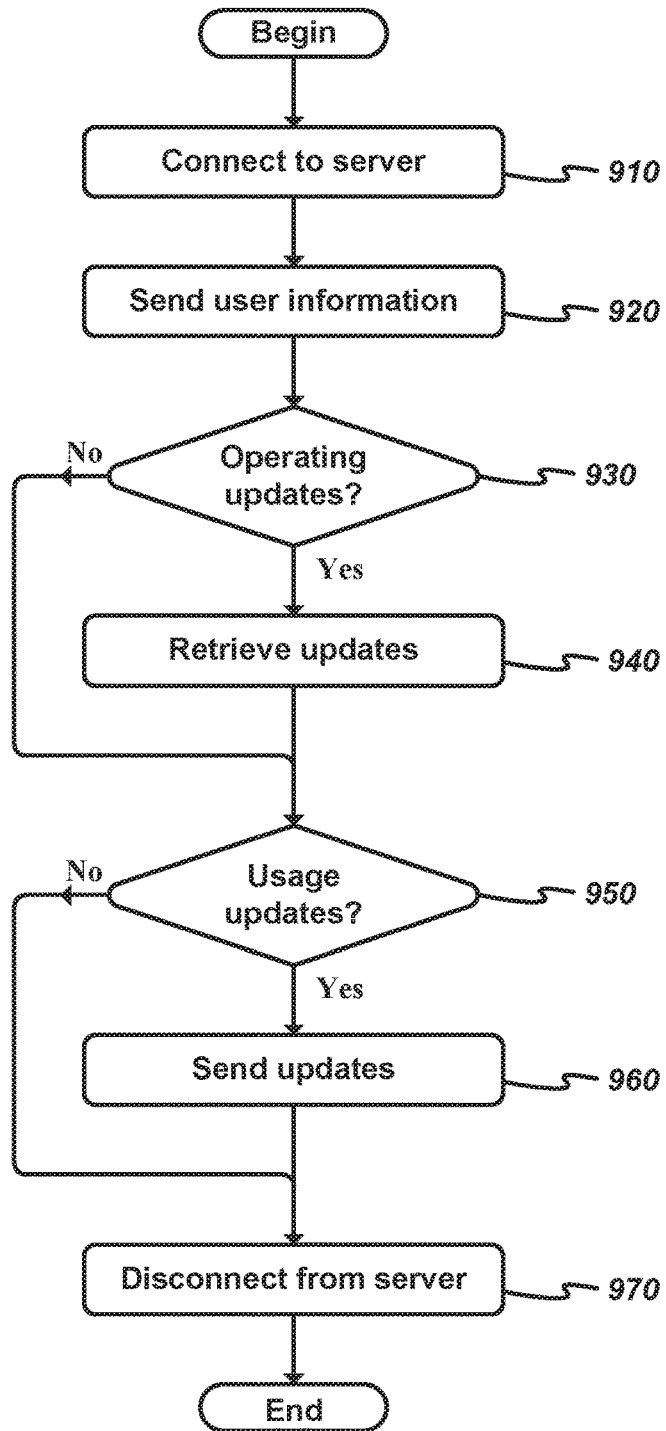 Begin
Connect to server
910
Send user information
920
Operating
updates?
930
No
Yes
Retrieve updates
940
Usage
updates?
950
No
Yes
Send updates
960
Disconnect from server
970
End